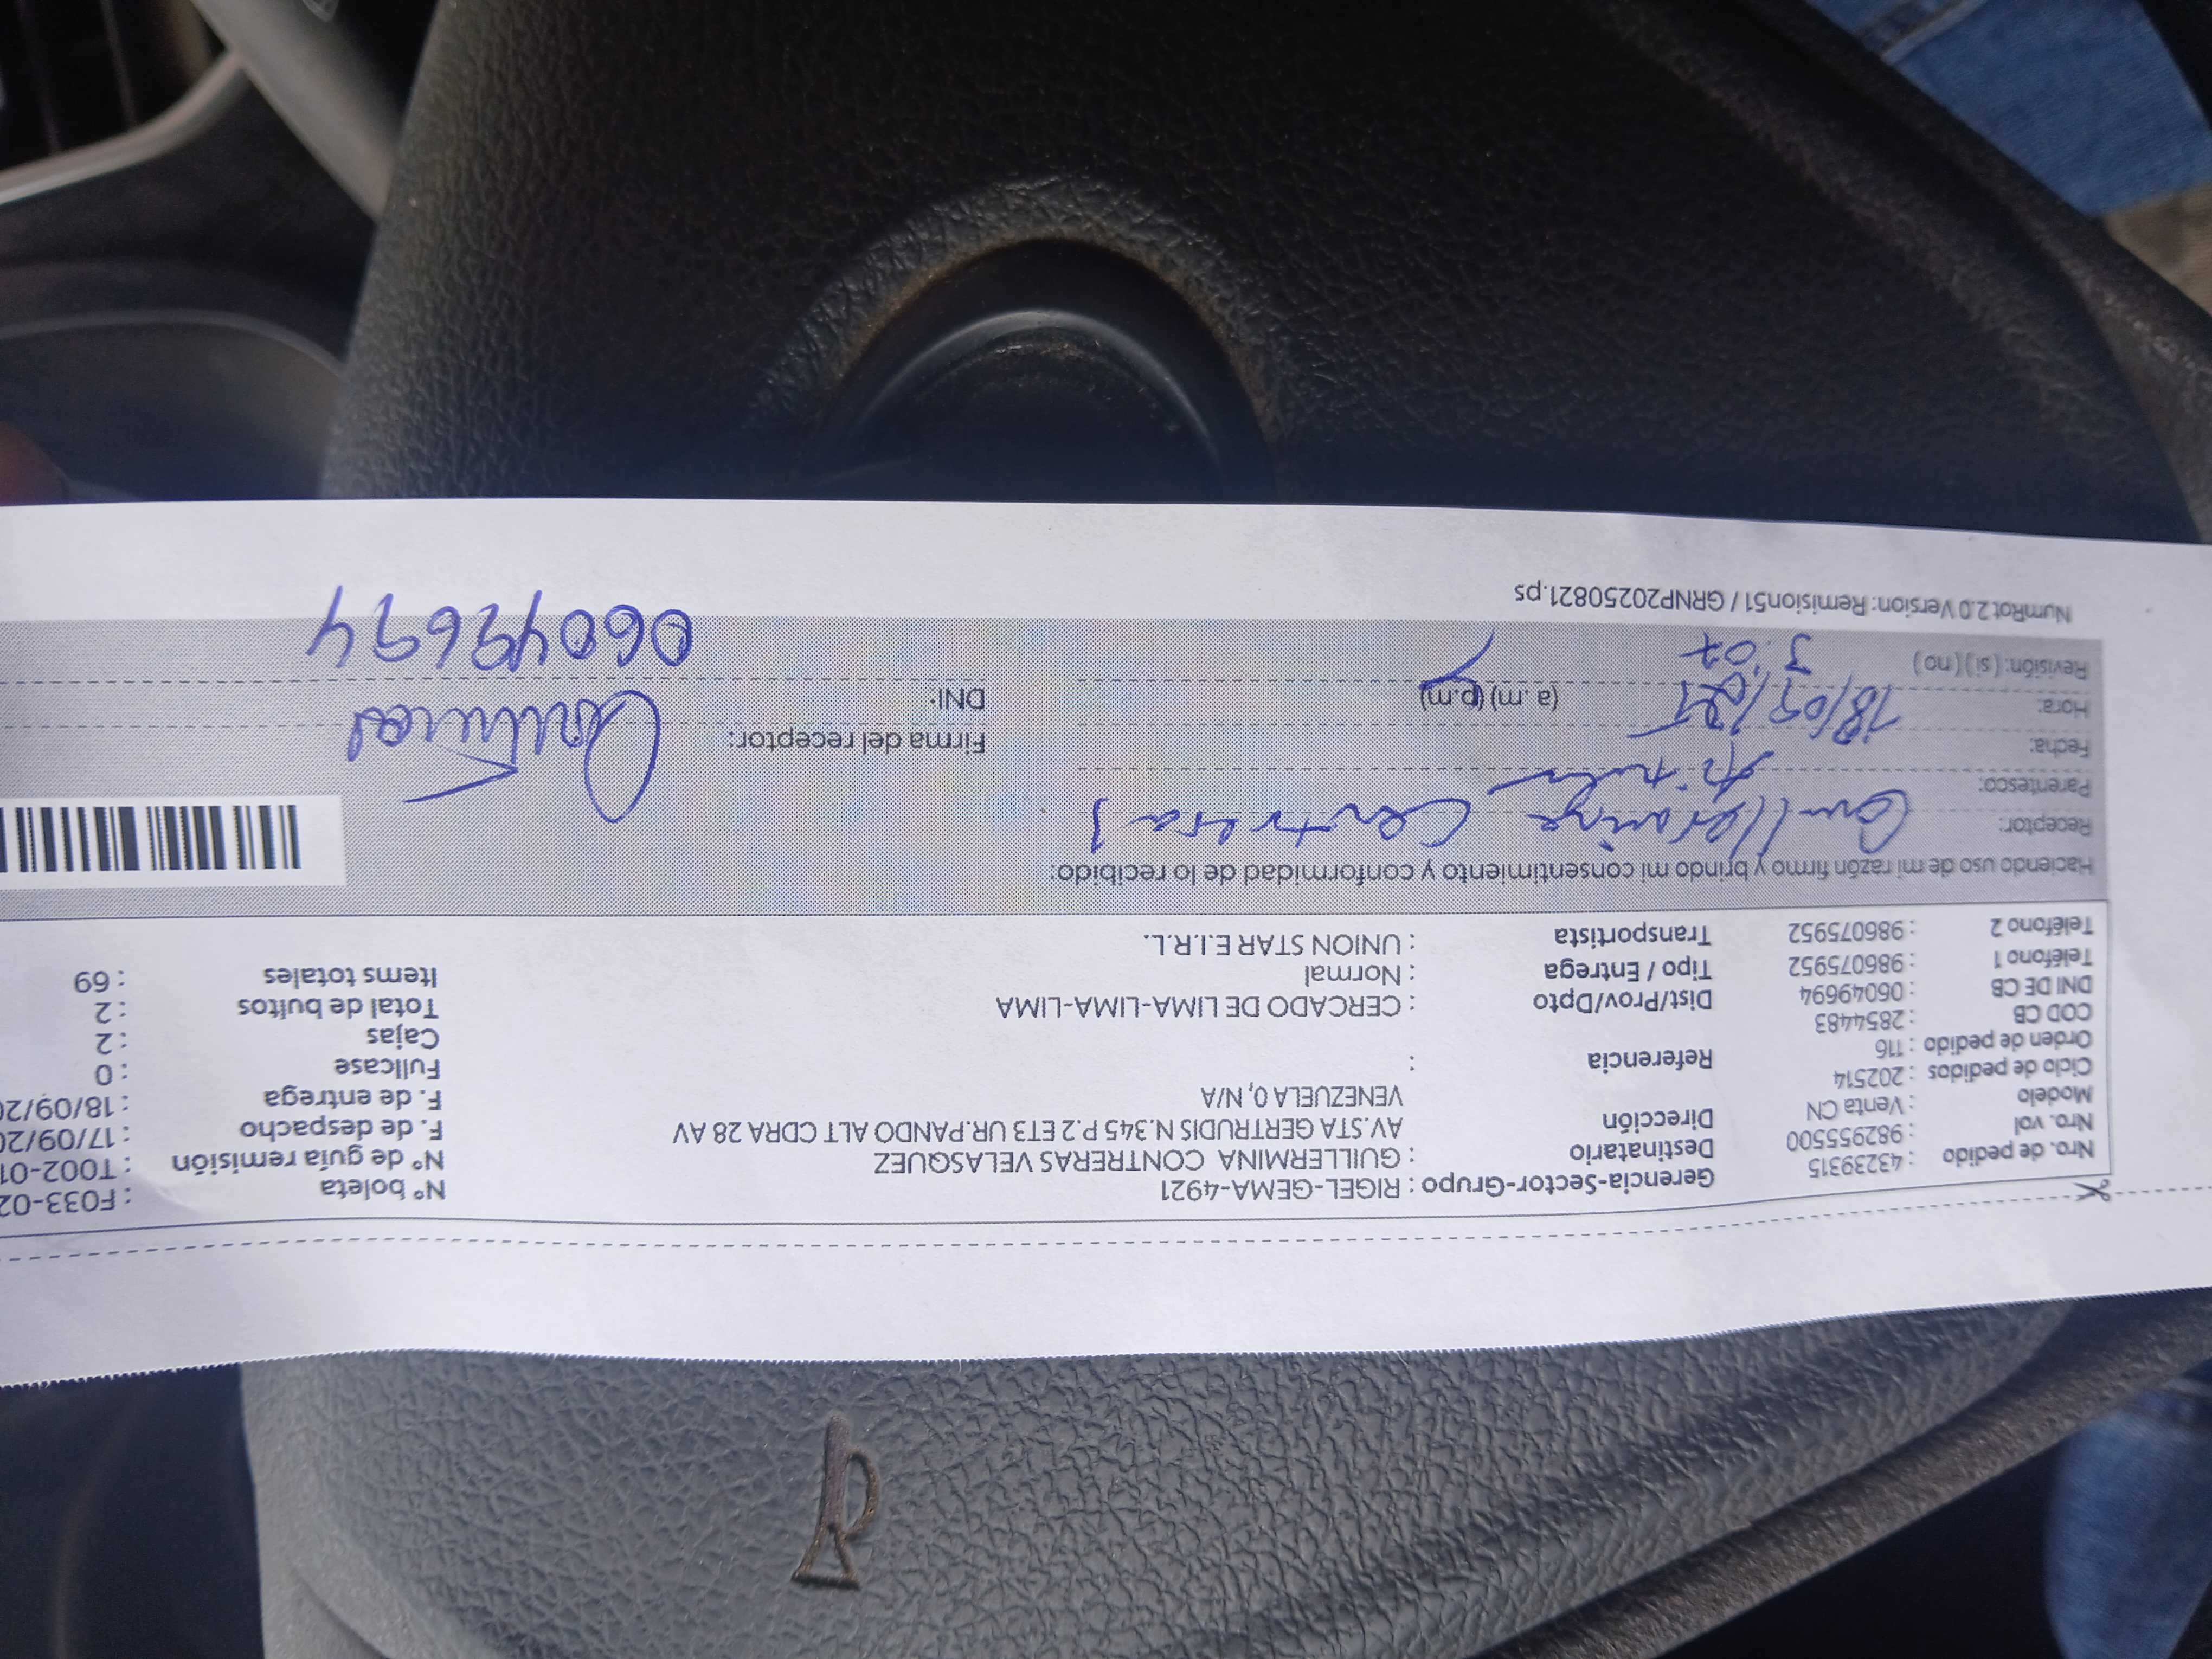 Nro. de pedido : 43239315 Gerencia-Sector-Grupo : RIGEL-GEMA-4921 N° boleta : F033-02
Nro. vol : 982955500 Destinatario : GUILLERMINA CONTRERAS VELASQUEZ N° de guía remisión : T002-01
Modelo : Venta CN Dirección AV.STA GERTRUDIS N.345 P.2 ET3 UR.PANDO ALT CDRA 28 AV F. de despacho : 17/09/20
VENEZUELA 0, N/A F. de entrega : 18/09/20
Ciclo de pedidos : 202514 Fullcase : 0
Orden de pedido : 116 Referencia : Cajas : 2
COD CB : 2854483 Dist/Prov/Dpto : CERCADO DE LIMA-LIMA-LIMA Total de bultos : 2
DNI DE CB : 06049694 Tipo / Entrega : Normal Items totales : 69
Teléfono 1 : 986075952 Transportista : UNION STAR E.I.R.L.
Teléfono 2 : 986075952
Haciendo uso de mi razón firmo y brindo mi consentimiento y conformidad de lo recibido:
Receptor: Contreras
Parentesco:
Fecha: 18/09/25 Firma del receptor:
Hora: (a. m) (p.m) DNI: 06049694
Revisión: ( si ) ( no ) 3:07
NumRot 2.0 Version: Remision51 / GRNP20250821.ps